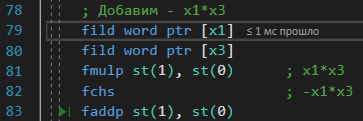 78 ; Добавим - x1*x3
79 fild word ptr [x1] ≤ 1 мс прошло
80 fild word ptr [x3]
81 fmulp st(1), st(0) ; x1*x3
82 fchs ; -x1*x3
83 faddp st(1), st(0)